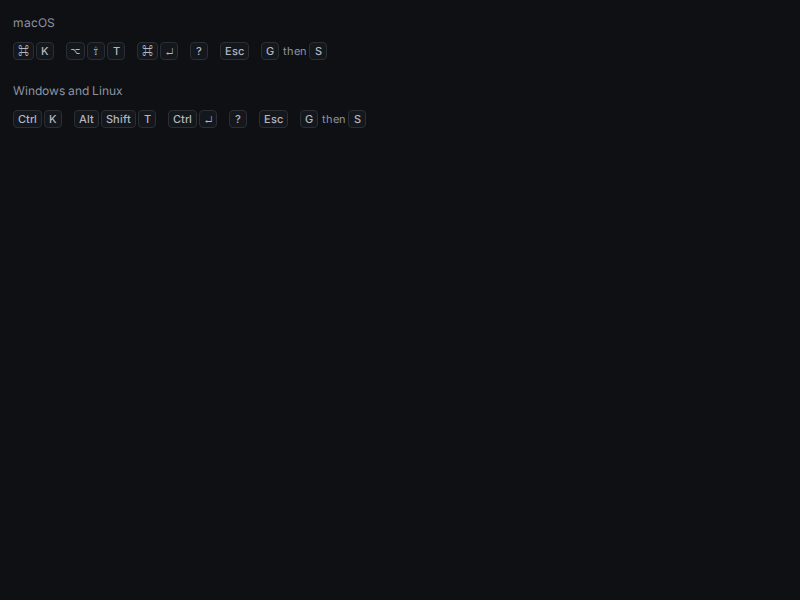 macOS
⌘ K ⌥ ⇧ T ⌘ ↵ ? Esc G then S
Windows and Linux
Ctrl K Alt Shift T Ctrl ↵ ? Esc G then S